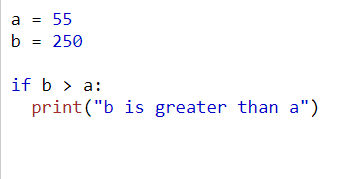 a = 55
b = 250

if b > a:
  print("b is greater than a")